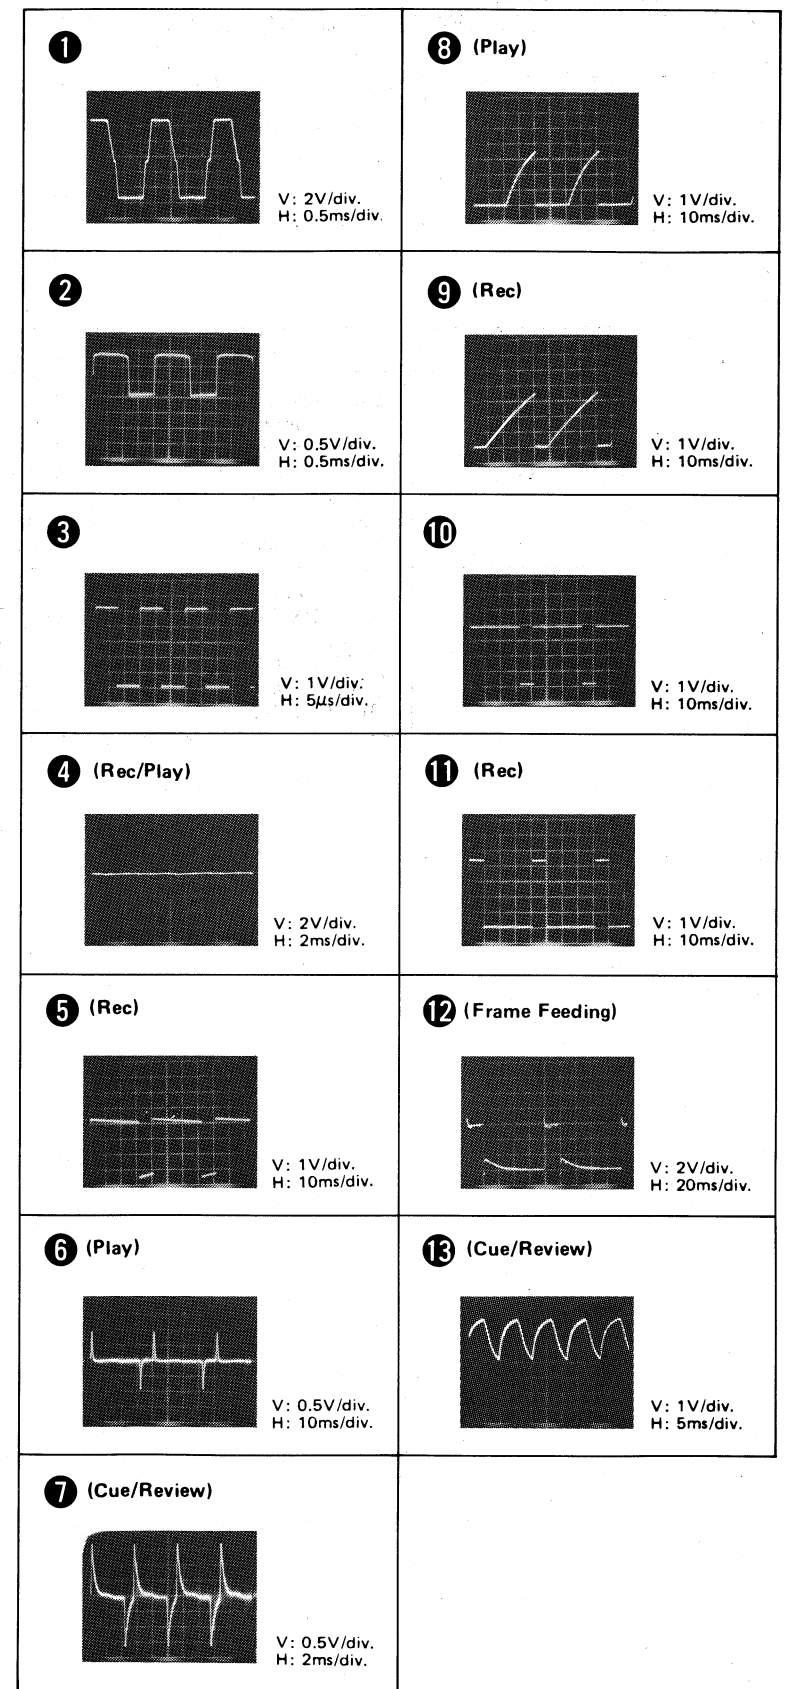 1
V: 2V/div.
H: 0.5ms/div.
2
V: 0.5V/div.
H: 0.5ms/div.
3
V: 1V/div.
H: 5μs/div.
4 (Rec/Play)
V: 2V/div.
H: 2ms/div.
5 (Rec)
V: 1V/div.
H: 10ms/div.
6 (Play)
V: 0.5V/div.
H: 10ms/div.
7 (Cue/Review)
V: 0.5V/div.
H: 2ms/div.
8 (Play)
V: 1V/div.
H: 10ms/div.
9 (Rec)
V: 1V/div.
H: 10ms/div.
10
V: 1V/div.
H: 10ms/div.
11 (Rec)
V: 1V/div.
H: 10ms/div.
12 (Frame Feeding)
V: 2V/div.
H: 20ms/div.
13 (Cue/Review)
V: 1V/div.
H: 5ms/div.